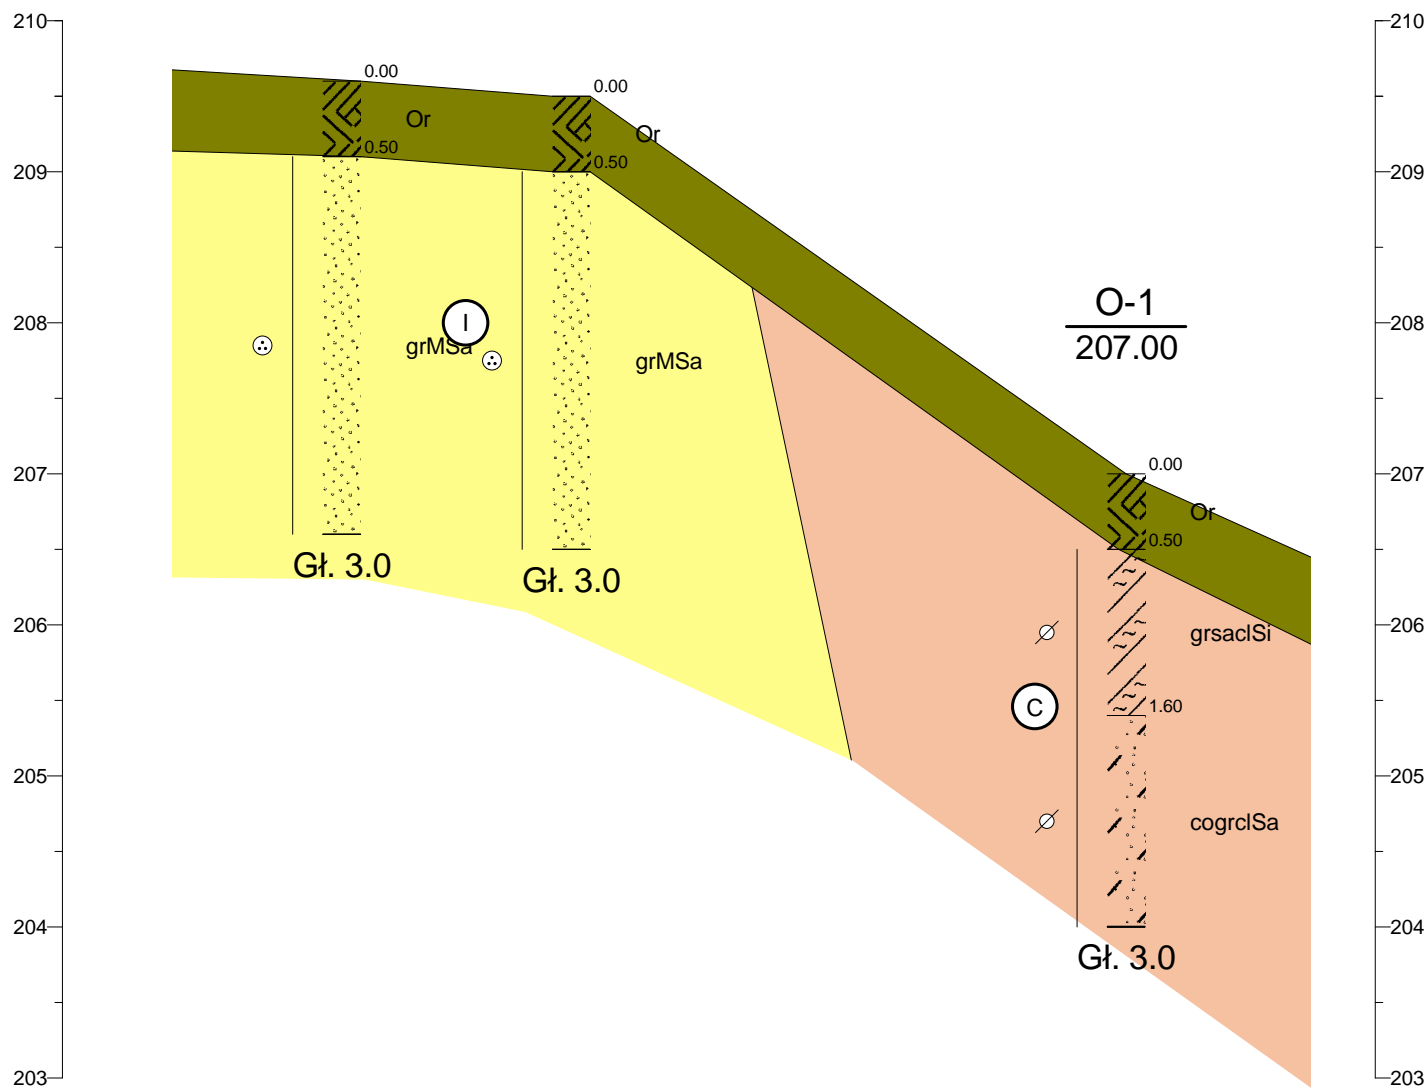 210 210
0.00
0.00
Or
Or
0.50
0.50
209 209
O-1
208 I 208
grMSa
207.00
grMSa
0.00
207 207
Or
0.50
Gł. 3.0
Gł. 3.0
206 grsaclSi 206
C 1.60
205 205
cogrclSa
204 204
Gł. 3.0
203 203